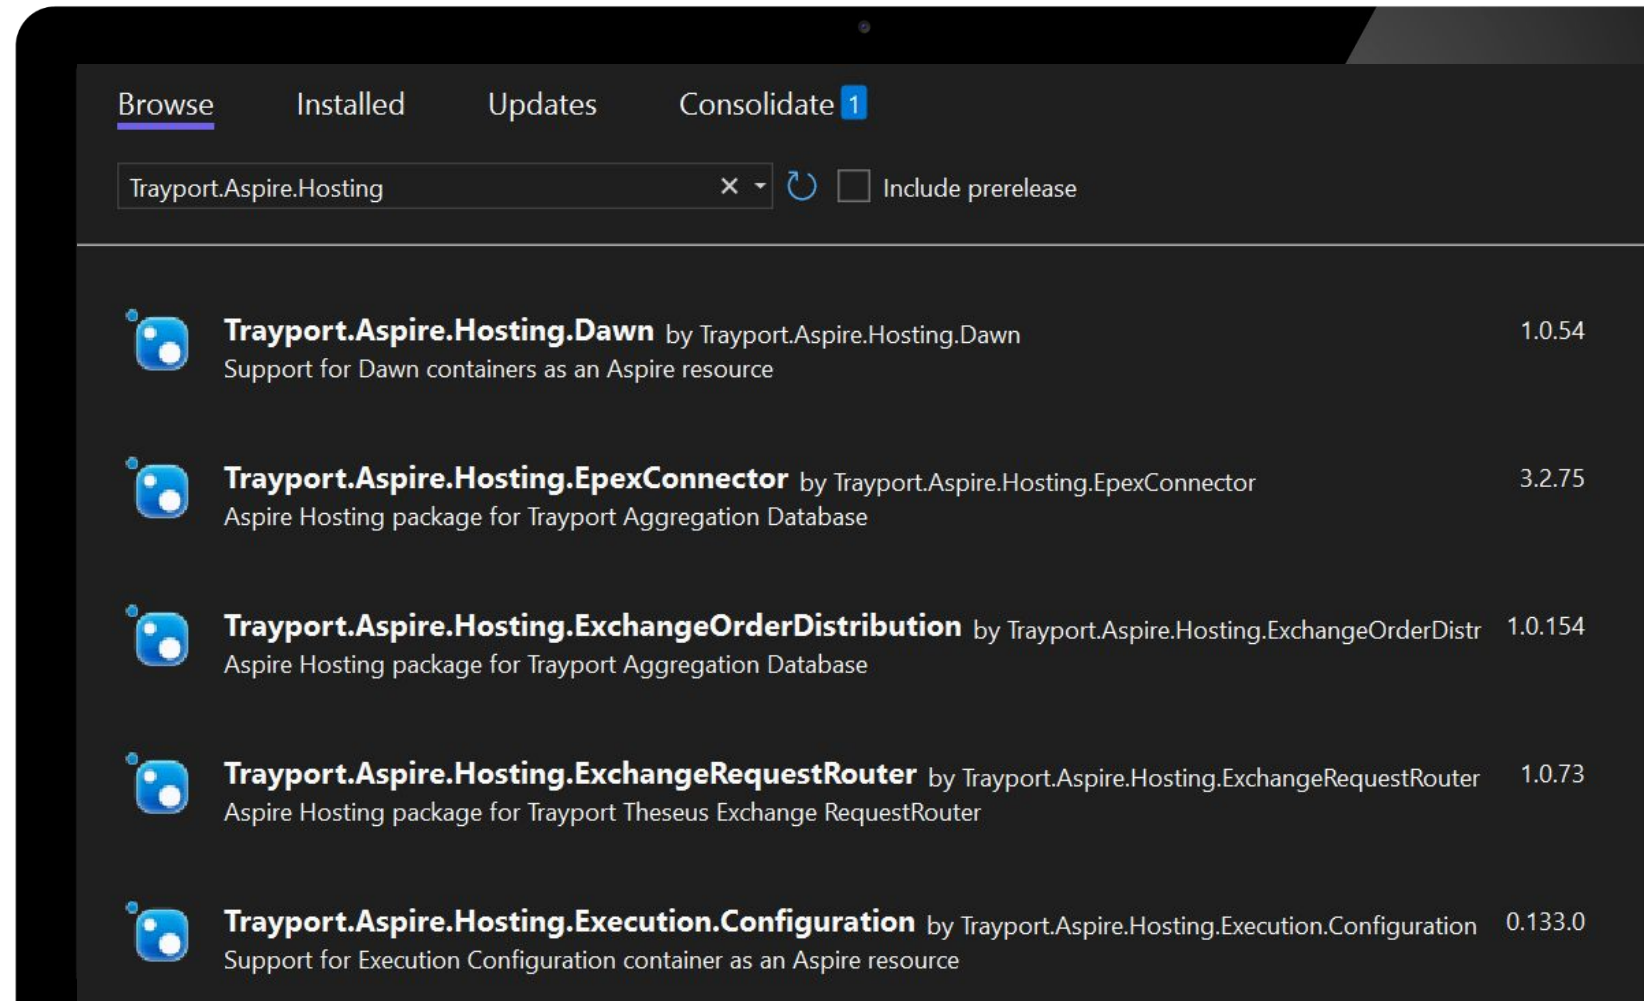 Browse Installed Updates Consolidate 1
Trayport.Aspire.Hosting Include prerelease
Trayport.Aspire.Hosting.Dawn by Trayport.Aspire.Hosting.Dawn 1.0.54
Support for Dawn containers as an Aspire resource
Trayport.Aspire.Hosting.EpexConnector by Trayport.Aspire.Hosting.EpexConnector 3.2.75
Aspire Hosting package for Trayport Aggregation Database
Trayport.Aspire.Hosting.ExchangeOrderDistribution by Trayport.Aspire.Hosting.ExchangeOrderDistr 1.0.154
Aspire Hosting package for Trayport Aggregation Database
Trayport.Aspire.Hosting.ExchangeRequestRouter by Trayport.Aspire.Hosting.ExchangeRequestRouter 1.0.73
Aspire Hosting package for Trayport Theseus Exchange RequestRouter
Trayport.Aspire.Hosting.Execution.Configuration by Trayport.Aspire.Hosting.Execution.Configuration 0.133.0
Support for Execution Configuration container as an Aspire resource